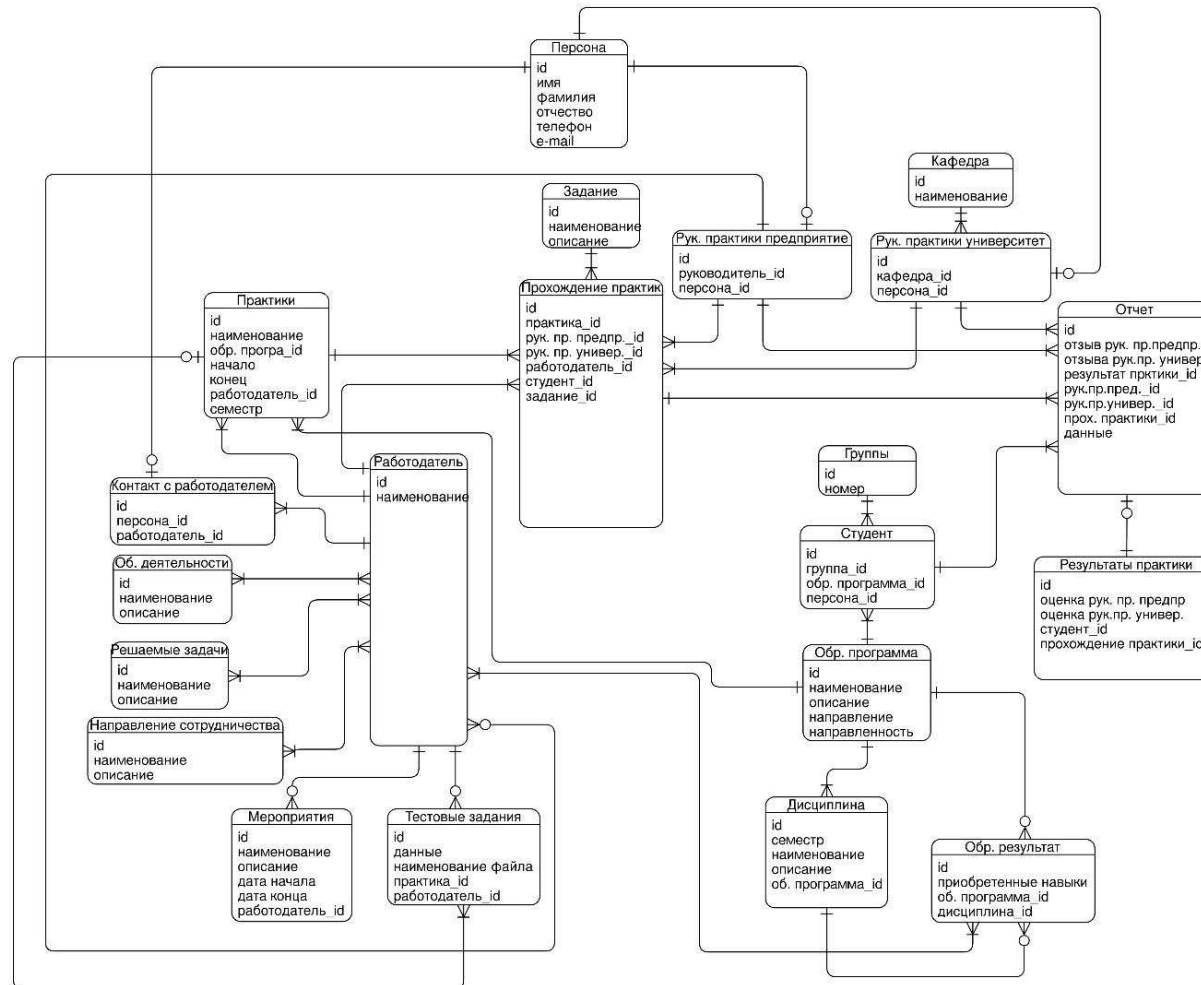 Персона
id
имя
фамилия
отчество
телефон
e-mail
Кафедра
id
наименование
Задание
id
наименование
описание
Рук. практики предприятие
id
руководитель_id
персона_id
Рук. практики университет
id
кафедра_id
персона_id
Практики
id
наименование
обр. програ_id
начало
конец
работодатель_id
семестр
Прохождение практик
id
практика_id
рук. пр. предпр._id
рук. пр. универ._id
работодатель_id
студент_id
задание_id
Отчет
id
отзыв рук. пр.предпр.
отзыва рук.пр. универ
результат прктики_id
рук.пр.пред._id
рук.пр.универ._id
прох. практики_id
данные
Работодатель
id
наименование
Группы
id
номер
Контакт с работодателем
id
персона_id
работодатель_id
Студент
id
группа_id
обр. программа_id
персона_id
Об. деятельности
id
наименование
описание
Результаты практики
id
оценка рук. пр. предпр
оценка рук.пр. универ.
студент_id
прохождение практики_id
Решаемые задачи
id
наименование
описание
Обр. программа
id
наименование
описание
направление
направленность
Направление сотрудничества
id
наименование
описание
Мероприятия
id
наименование
описание
дата начала
дата конца
работодатель_id
Тестовые задания
id
данные
наименование файла
практика_id
работодатель_id
Дисциплина
id
семестр
наименование
описание
об. программа_id
Обр. результат
id
приобретенные навыки
об. программа_id
дисциплина_id